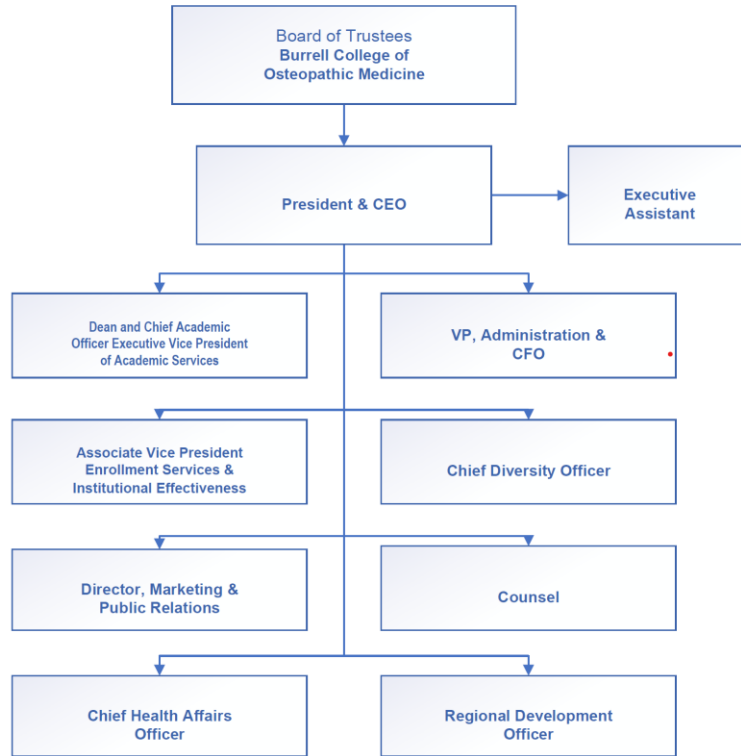 Board of Trustees
Burrell College of
Osteopathic Medicine
President & CEO
Executive
Assistant
Dean and Chief Academic
Officer Executive Vice President
of Academic Services
VP, Administration &
CFO
Associate Vice President
Enrollment Services &
Institutional Effectiveness
Chief Diversity Officer
Director, Marketing &
Public Relations
Counsel
Chief Health Affairs
Officer
Regional Development
Officer